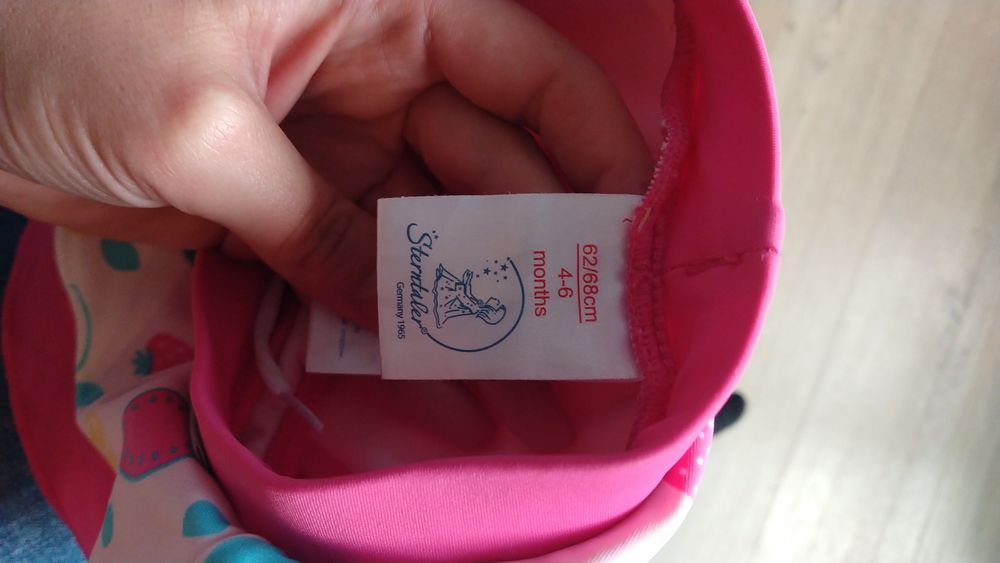 62/68cm
4-6
months
Sterntaler®
Germany 1965